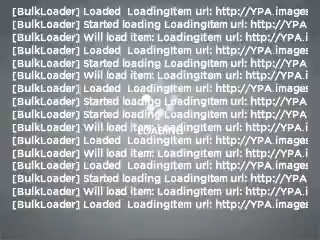 [BulkLoader] Loaded  LoadingItem url: http://YPA.images
[BulkLoader] Started loading LoadingItem url: http://YPA
[BulkLoader] Will load item: LoadingItem url: http://YPA.i
[BulkLoader] Loaded  LoadingItem url: http://YPA.images
[BulkLoader] Started loading LoadingItem url: http://YPA
[BulkLoader] Will load item: LoadingItem url: http://YPA.i
[BulkLoader] Loaded  LoadingItem url: http://YPA.images
[BulkLoader] Started loading LoadingItem url: http://YPA
[BulkLoader] Started loading LoadingItem url: http://YPA
[BulkLoader] Will load item: LoadingItem url: http://YPA.i
LOADING
[BulkLoader] Loaded  LoadingItem url: http://YPA.images
[BulkLoader] Will load item: LoadingItem url: http://YPA.i
[BulkLoader] Loaded  LoadingItem url: http://YPA.images
[BulkLoader] Started loading LoadingItem url: http://YPA
[BulkLoader] Will load item: LoadingItem url: http://YPA.i
[BulkLoader] Loaded  LoadingItem url: http://YPA.images